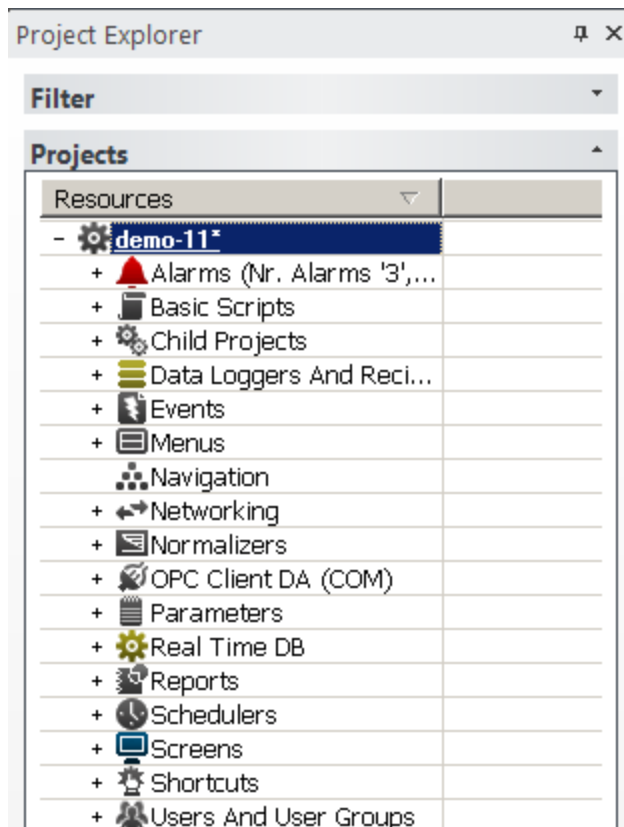 Project Explorer
Filter
Projects
Resources
demo-11*
Alarms (Nr. Alarms '3',...
Basic Scripts
Child Projects
Data Loggers And Reci...
Events
Menus
Navigation
Networking
Normalizers
OPC Client DA (COM)
Parameters
Real Time DB
Reports
Schedulers
Screens
Shortcuts
Users And User Groups